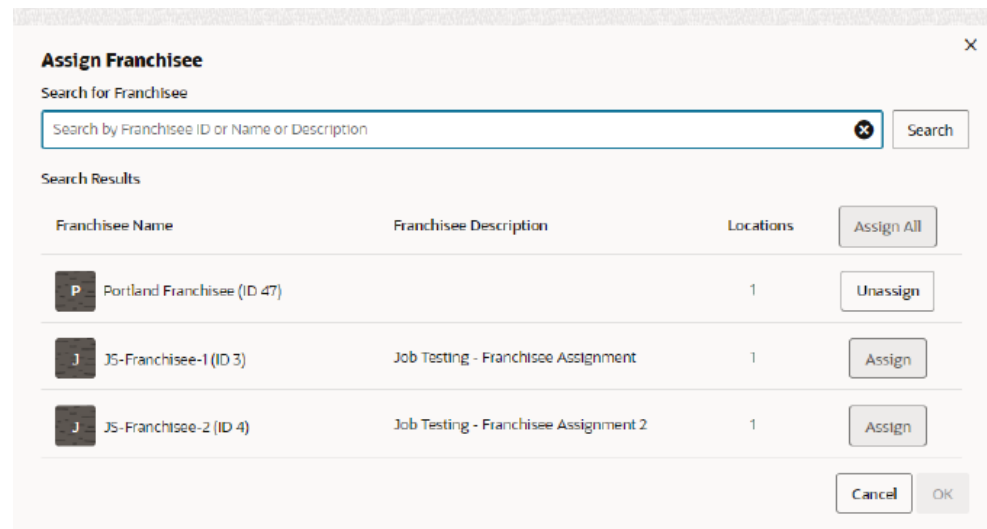 Assign Franchisee
Search for Franchisee
Search by Franchisee ID or Name or Description
Search
Search Results
Franchisee Name Franchisee Description Locations Assign All
P Portland Franchisee (ID 47) 1 Unassign
J JS-Franchisee-1 (ID 3) Job Testing - Franchisee Assignment 1 Assign
J JS-Franchisee-2 (ID 4) Job Testing - Franchisee Assignment 2 1 Assign
Cancel OK